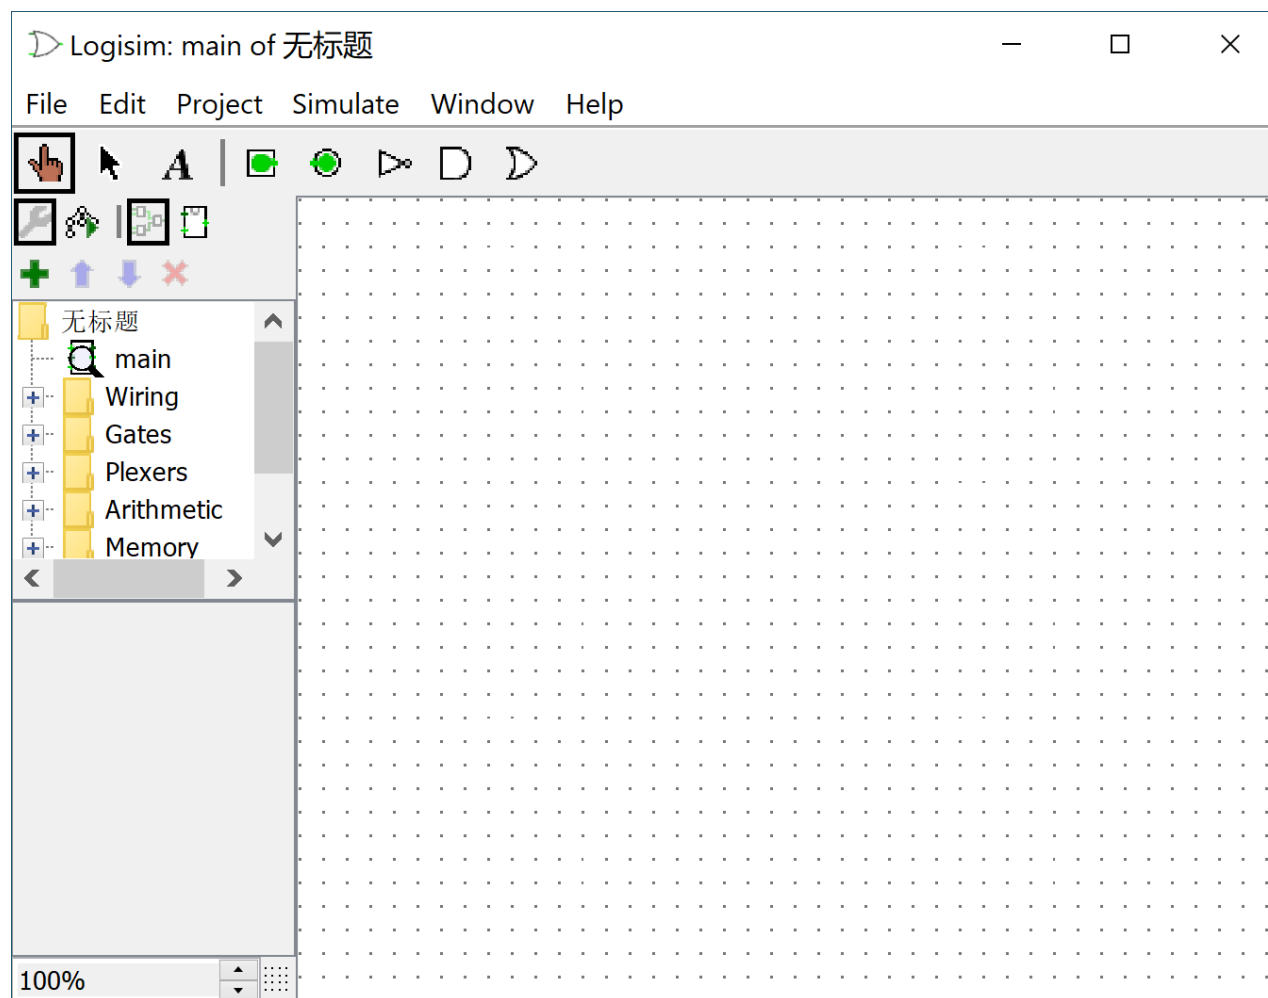 Logisim: main of 无标题
File Edit Project Simulate Window Help
A
无标题
main
Wiring
Gates
Plexers
Arithmetic
Memory
100%